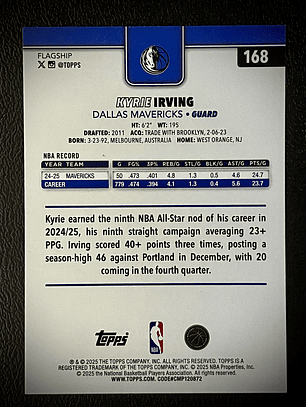 FLAGSHIP
X @TOPPS
168
KYRIE IRVING
DALLAS MAVERICKS • GUARD
HT: 6'2" WT: 195
DRAFTED: 2011 ACQ: TRADE WITH BROOKLYN, 2-06-23
BORN: 3-23-92, MELBOURNE, AUSTRALIA HOME: WEST ORANGE, NJ
NBA RECORD
YEAR TEAM G FG% 3P% REB/G STL/G BLK/G AST/G PTS/G
24-25 MAVERICKS 50 .473 .401 4.8 1.3 0.5 4.6 24.7
CAREER 779 .474 .394 4.1 1.3 0.4 5.6 23.7
Kyrie earned the ninth NBA All-Star nod of his career in
2024/25, his ninth straight campaign averaging 23+
PPG. Irving scored 40+ points three times, posting a
season-high 46 against Portland in December, with 20
coming in the fourth quarter.
Topps
NBA
® & © 2025 THE TOPPS COMPANY, INC. ALL RIGHTS RESERVED. TOPPS IS A
REGISTERED TRADEMARK OF THE TOPPS COMPANY, INC. © 2025 NBA Properties, Inc.
© 2025 the National Basketball Players Association. All rights reserved.
WWW.TOPPS.COM. CODE#CMP120872